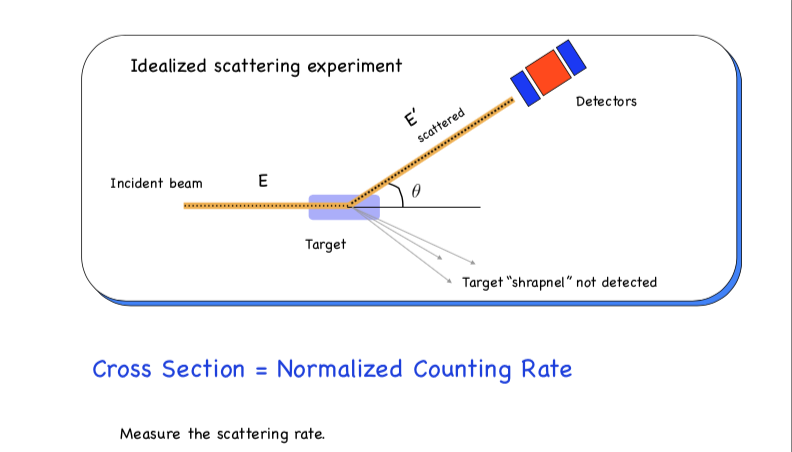 Idealized scattering experiment
E′
scattered
Detectors
Incident beam
E
θ
Target
Target “shrapnel” not detected
Cross Section = Normalized Counting Rate
Measure the scattering rate.